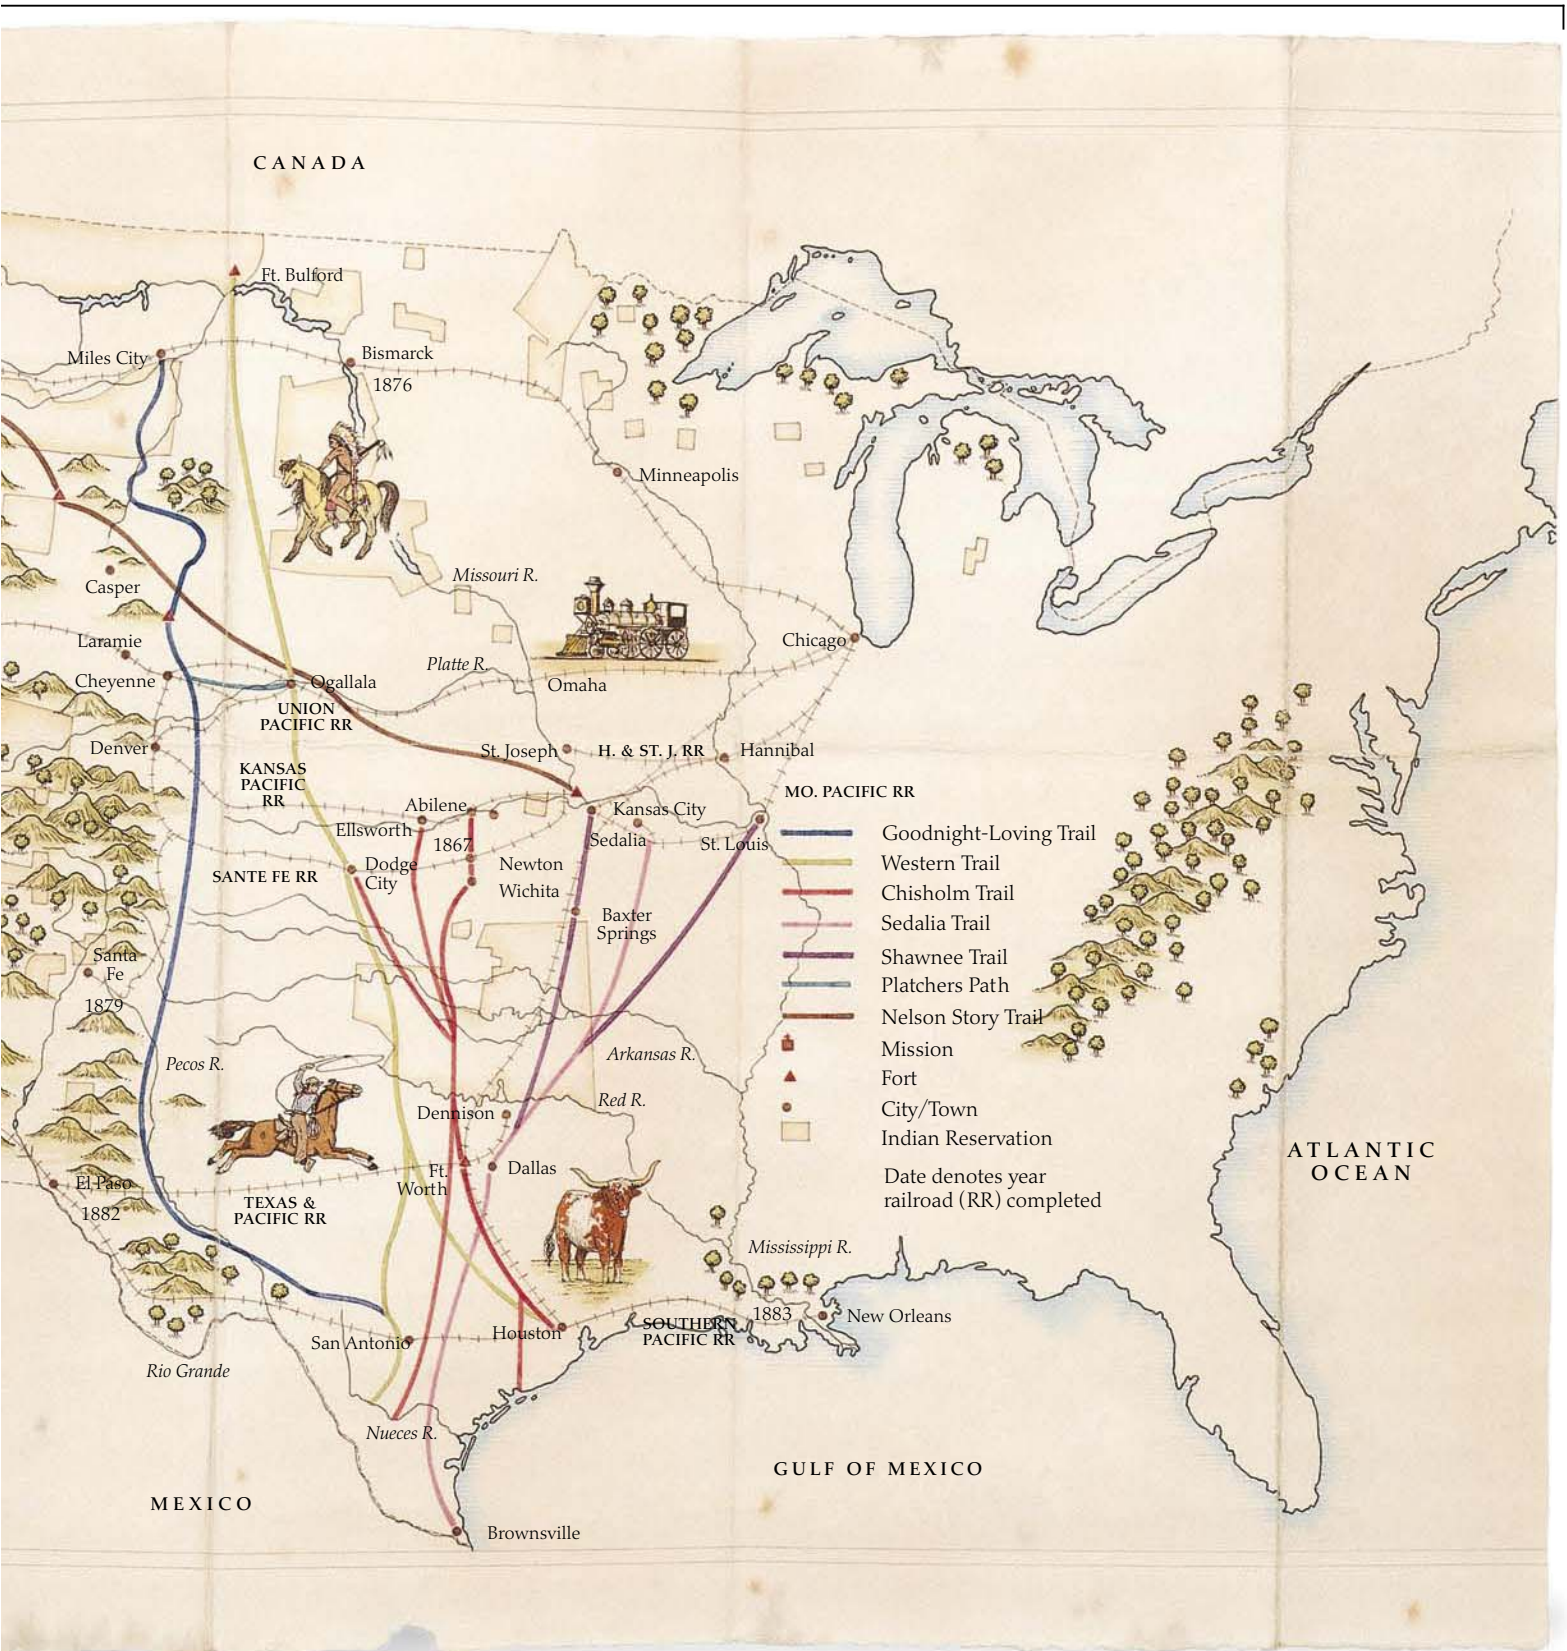 CANADA
Ft. Bulford
Miles City
Bismarck
1876
Minneapolis
Casper
Missouri R.
Laramie
Chicago
Platte R.
Cheyenne
Ogallala
Omaha
UNION
PACIFIC RR
Denver
St. Joseph
H. & ST. J. RR
Hannibal
KANSAS
PACIFIC
RR
MO. PACIFIC RR
Abilene
Kansas City
Ellsworth
Sedalia
St. Louis
1867
Dodge
City
Newton
SANTE FE RR
Wichita
Baxter
Springs
Santa
Fe
1879
Goodnight-Loving Trail
Western Trail
Chisholm Trail
Sedalia Trail
Shawnee Trail
Platchers Path
Nelson Story Trail
Mission
Fort
City/Town
Indian Reservation
Date denotes year
railroad (RR) completed
Pecos R.
Arkansas R.
Red R.
Dennison
Ft.
Worth
Dallas
El Paso
1882
TEXAS &
PACIFIC RR
ATLANTIC
OCEAN
Mississippi R.
1883
New Orleans
SOUTHERN
PACIFIC RR
Houston
San Antonio
Rio Grande
Nueces R.
GULF OF MEXICO
MEXICO
Brownsville